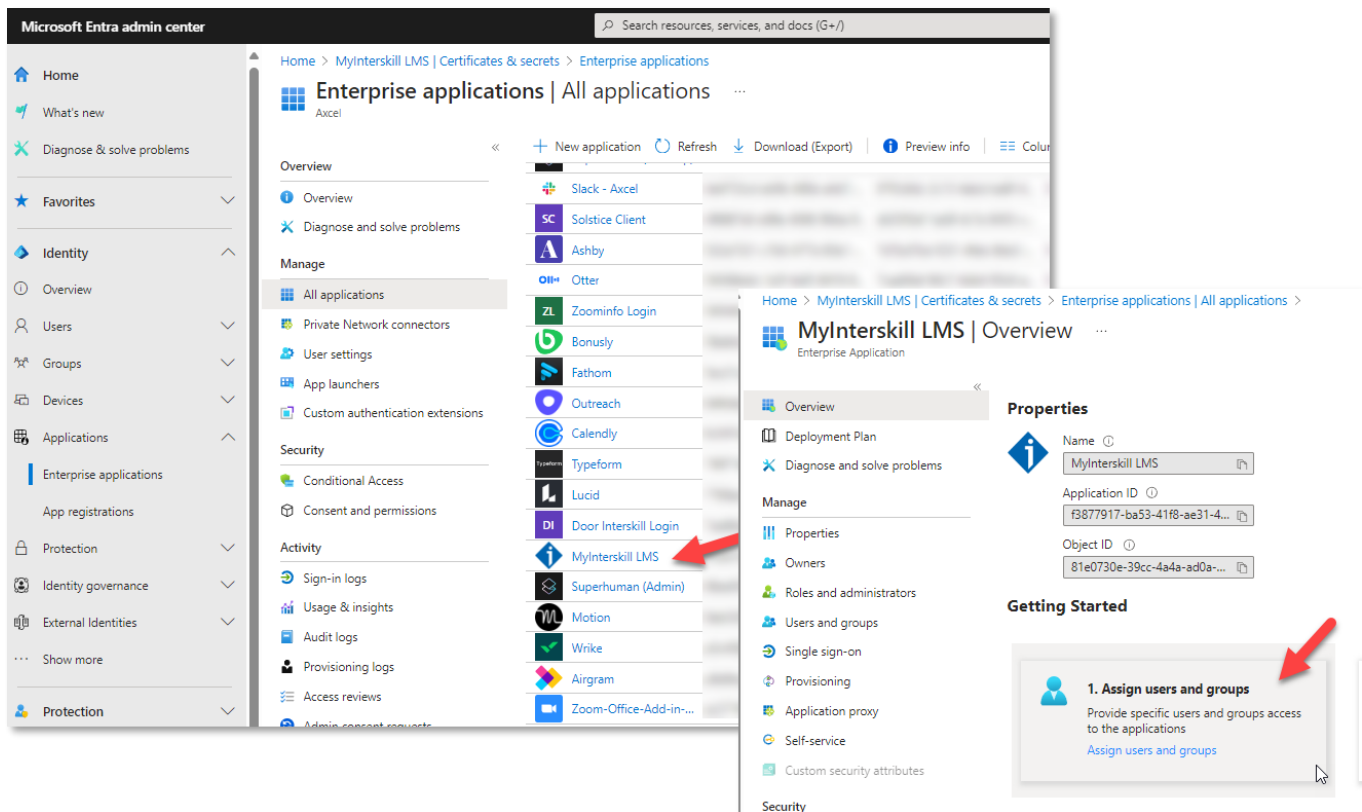 Microsoft Entra admin center
Search resources, services, and docs (G+/)
Home
What's new
Diagnose & solve problems
Favorites
Identity
Overview
Users
Groups
Devices
Applications
Enterprise applications
App registrations
Protection
Identity governance
External Identities
Show more
Protection
Home > MyInterskill LMS | Certificates & secrets > Enterprise applications
Enterprise applications | All applications ...
Axcel
Overview
Overview
Diagnose and solve problems
Manage
All applications
Private Network connectors
User settings
App launchers
Custom authentication extensions
Security
Conditional Access
Consent and permissions
Activity
Sign-in logs
Usage & insights
Audit logs
Provisioning logs
Access reviews
Admin consent requests
New application
Refresh
Download (Export)
Preview info
Colu
Slack - Axcel
SC Solstice Client
A Ashby
Otter
ZL Zoominfo Login
Bonusly
Fathom
Outreach
Calendly
Typeform Typeform
Lucid
DI Door Interskill Login
MyInterskill LMS
Superhuman (Admin)
Motion
Wrike
Airgram
Zoom-Office-Add-in-...
Home > MyInterskill LMS | Certificates & secrets > Enterprise applications | All applications >
MyInterskill LMS | Overview ...
Enterprise Application
Overview
Deployment Plan
Diagnose and solve problems
Manage
Properties
Owners
Roles and administrators
Users and groups
Single sign-on
Provisioning
Application proxy
Self-service
Custom security attributes
Security
Properties
Name
MyInterskill LMS
Application ID
f3877917-ba53-41f8-ae31-4...
Object ID
81e0730e-39cc-4a4a-ad0a-...
Getting Started
1. Assign users and groups
Provide specific users and groups access
to the applications
Assign users and groups